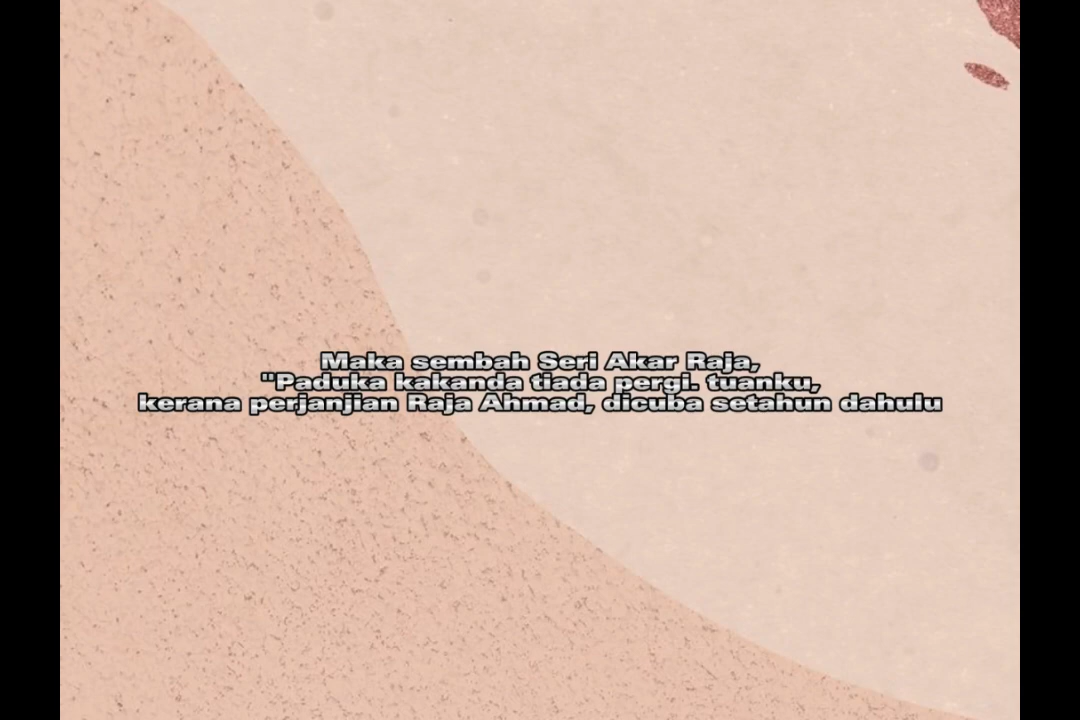 Maka sembah Seri Akar Raja,
"Paduka kakanda tiada pergi. tuanku,
kerana perjanjian Raja Ahmad, dicuba setahun dahulu